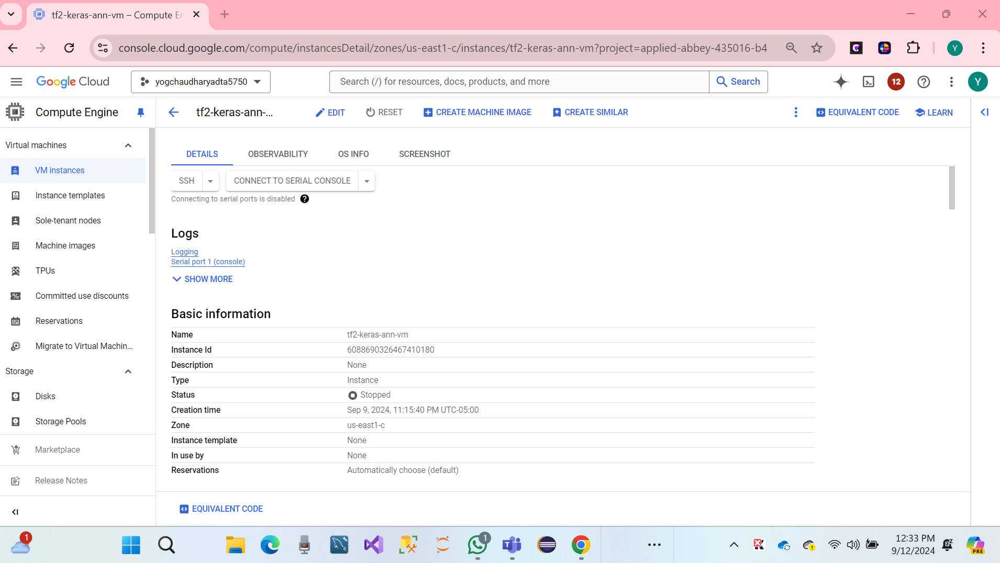 tf2-keras-ann-vm – Compute En
console.cloud.google.com/compute/instancesDetail/zones/us-east1-c/instances/tf2-keras-ann-vm?project=applied-abbey-435016-b4
Y
Google Cloud
yogchaudharyadta5750
Search (/) for resources, docs, products, and more
Search
12
Y
Compute Engine
tf2-keras-ann-...
EDIT
RESET
CREATE MACHINE IMAGE
CREATE SIMILAR
EQUIVALENT CODE
LEARN
Virtual machines
VM instances
Instance templates
Sole-tenant nodes
Machine images
TPUs
Committed use discounts
Reservations
Migrate to Virtual Machin...
Storage
Disks
Storage Pools
Marketplace
Release Notes
DETAILS
OBSERVABILITY
OS INFO
SCREENSHOT
SSH
CONNECT TO SERIAL CONSOLE
Connecting to serial ports is disabled
Logs
Logging
Serial port 1 (console)
SHOW MORE
Basic information
Name tf2-keras-ann-vm
Instance Id 6088690326467410180
Description None
Type Instance
Status Stopped
Creation time Sep 9, 2024, 11:15:40 PM UTC-05:00
Zone us-east1-c
Instance template None
In use by None
Reservations Automatically choose (default)
EQUIVALENT CODE
1
1
12:33 PM
9/12/2024
PRE